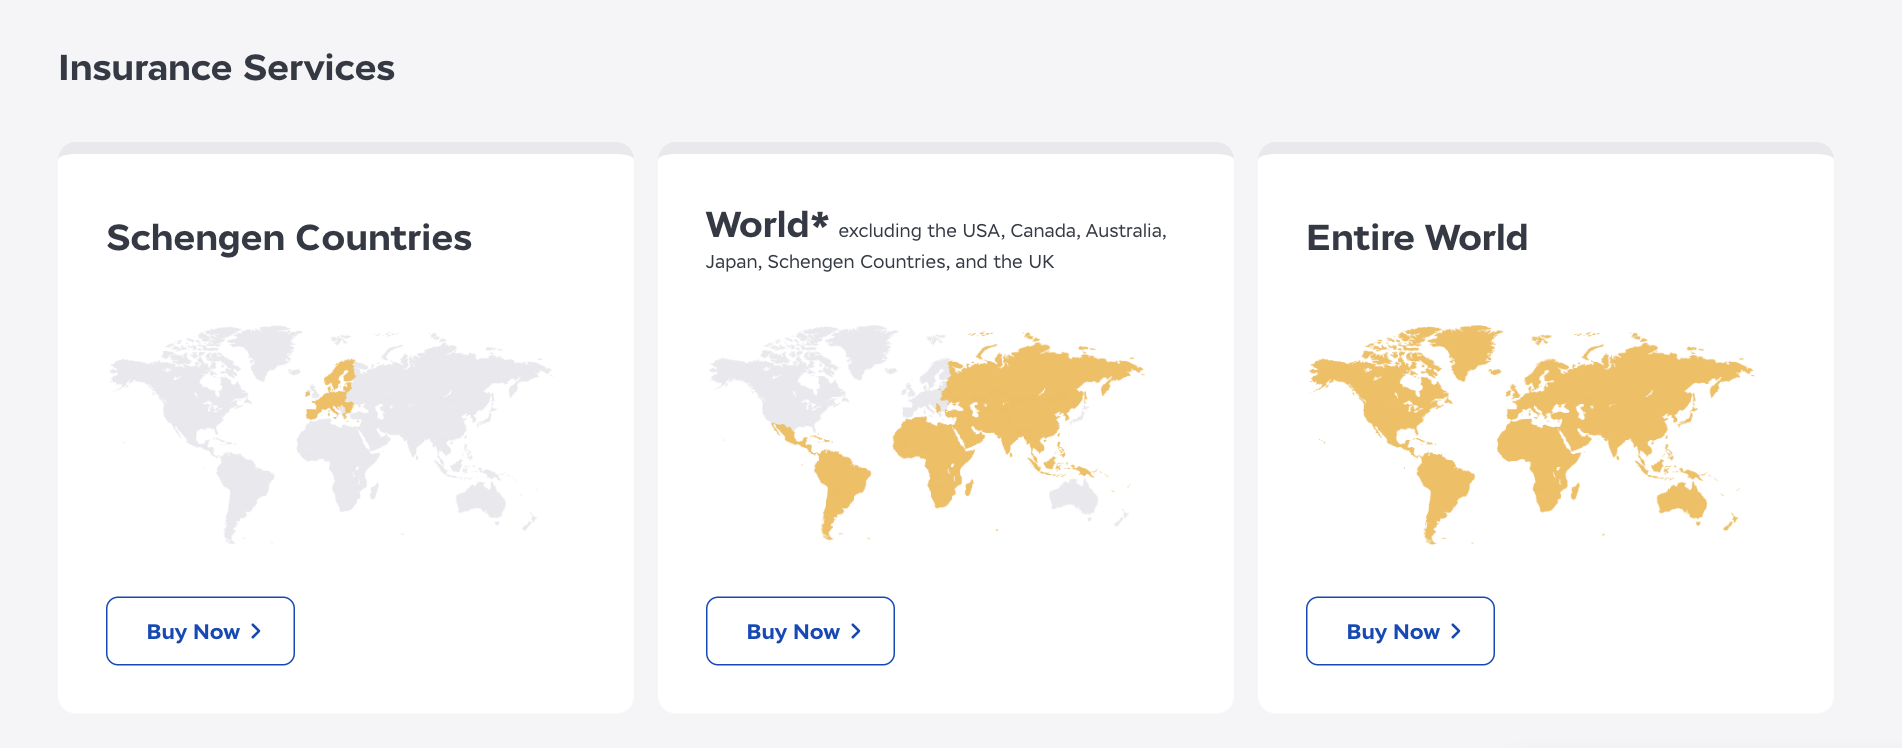 Insurance Services
Schengen Countries
World* excluding the USA, Canada, Australia,
Japan, Schengen Countries, and the UK
Entire World
Buy Now
Buy Now
Buy Now